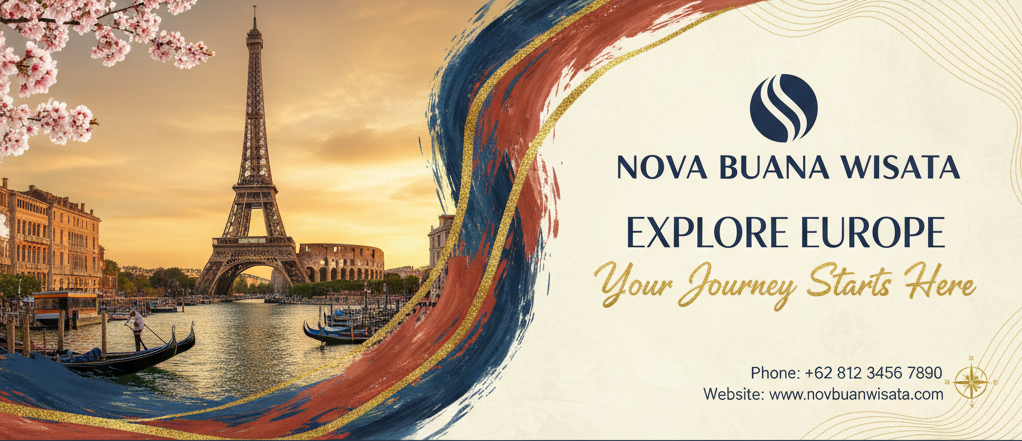 NOVA BUANA WISATA
EXPLORE EUROPE
Your Journey Starts Here
Phone: +62 812 3456 7890
Website: www.novbuanwisata.com